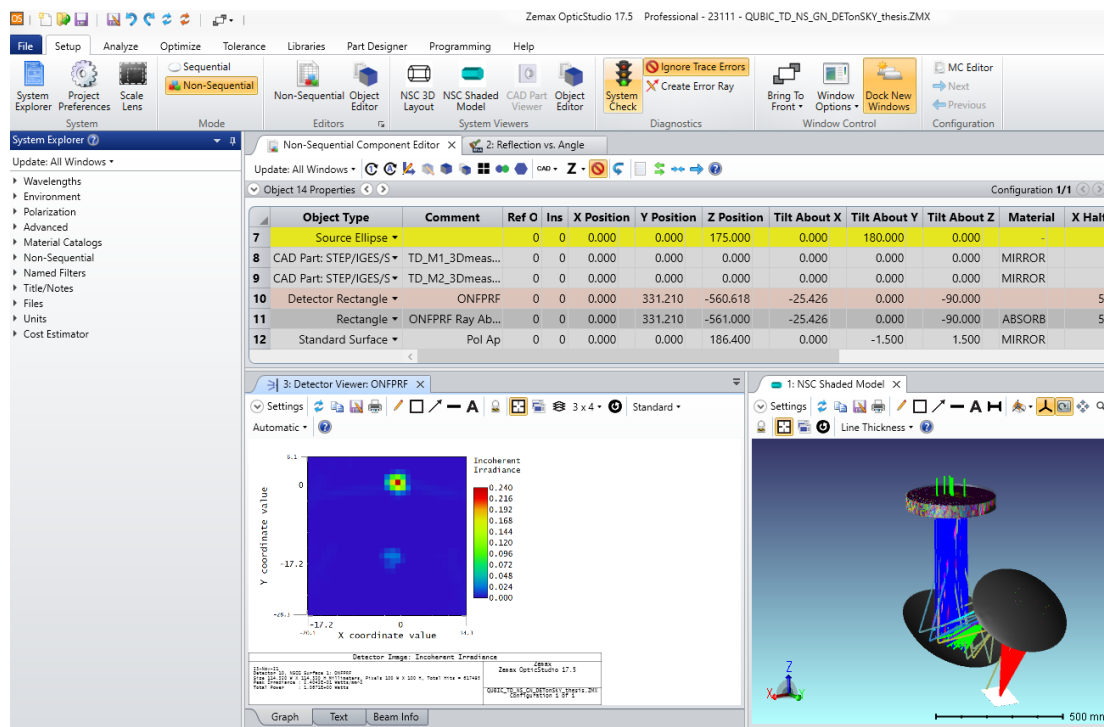 Zemax OpticStudio 17.5 Professional - 23111 - QUBIC_TD_NS_GN_DETonSKY_thesis.ZMX
File Setup Analyze Optimize Tolerance Libraries Part Designer Programming Help
Sequential
Non-Sequential
System Explorer
Project Preferences
Scale Lens
Non-Sequential
Object Editor
NSC 3D Layout
NSC Shaded Model
CAD Part Viewer
Object Editor
System Check
Ignore Trace Errors
Create Error Ray
Bring To Front
Window Options
Dock New Windows
MC Editor
Next
Previous
System Mode Editors System Viewers Diagnostics Window Control Configuration
System Explorer
Update: All Windows
Wavelengths
Environment
Polarization
Advanced
Material Catalogs
Non-Sequential
Named Filters
Title/Notes
Files
Units
Cost Estimator
Non-Sequential Component Editor X 2: Reflection vs. Angle
Update: All Windows CAD Z
Object 14 Properties Configuration 1/1
Object Type Comment Ref O Ins X Position Y Position Z Position Tilt About X Tilt About Y Tilt About Z Material X Half
7 Source Ellipse 0 0 0.000 0.000 175.000 0.000 180.000 0.000 -
8 CAD Part: STEP/IGES/S TD_M1_3Dmeas... 0 0 0.000 0.000 0.000 0.000 0.000 0.000 MIRROR
9 CAD Part: STEP/IGES/S TD_M2_3Dmeas... 0 0 0.000 0.000 0.000 0.000 0.000 0.000 MIRROR
10 Detector Rectangle ONFPRF 0 0 0.000 331.210 -560.618 -25.426 0.000 -90.000 5
11 Rectangle ONFPRF Ray Ab... 0 0 0.000 331.210 -561.000 -25.426 0.000 -90.000 ABSORB 5
12 Standard Surface Pol Ap 0 0 0.000 0.000 186.400 0.000 -1.500 1.500 MIRROR
3: Detector Viewer: ONFPRF X
Settings A 3 x 4 Standard
Automatic
Incoherent
Irradiance
0.240
0.216
0.192
0.168
0.144
0.120
0.096
0.072
0.048
0.024
0.000
Y coordinate value
0
-17.2
-17.2 0
X coordinate value
Detector Image: Incoherent Irradiance
Zemax
Zemax OpticStudio 17.5
QUBIC_TD_NS_GN_DETonSKY_thesis.ZMX
Configuration 1 of 1
Graph Text Beam Info
1: NSC Shaded Model X
Settings A H
Line Thickness
Z
X Y
500 mm